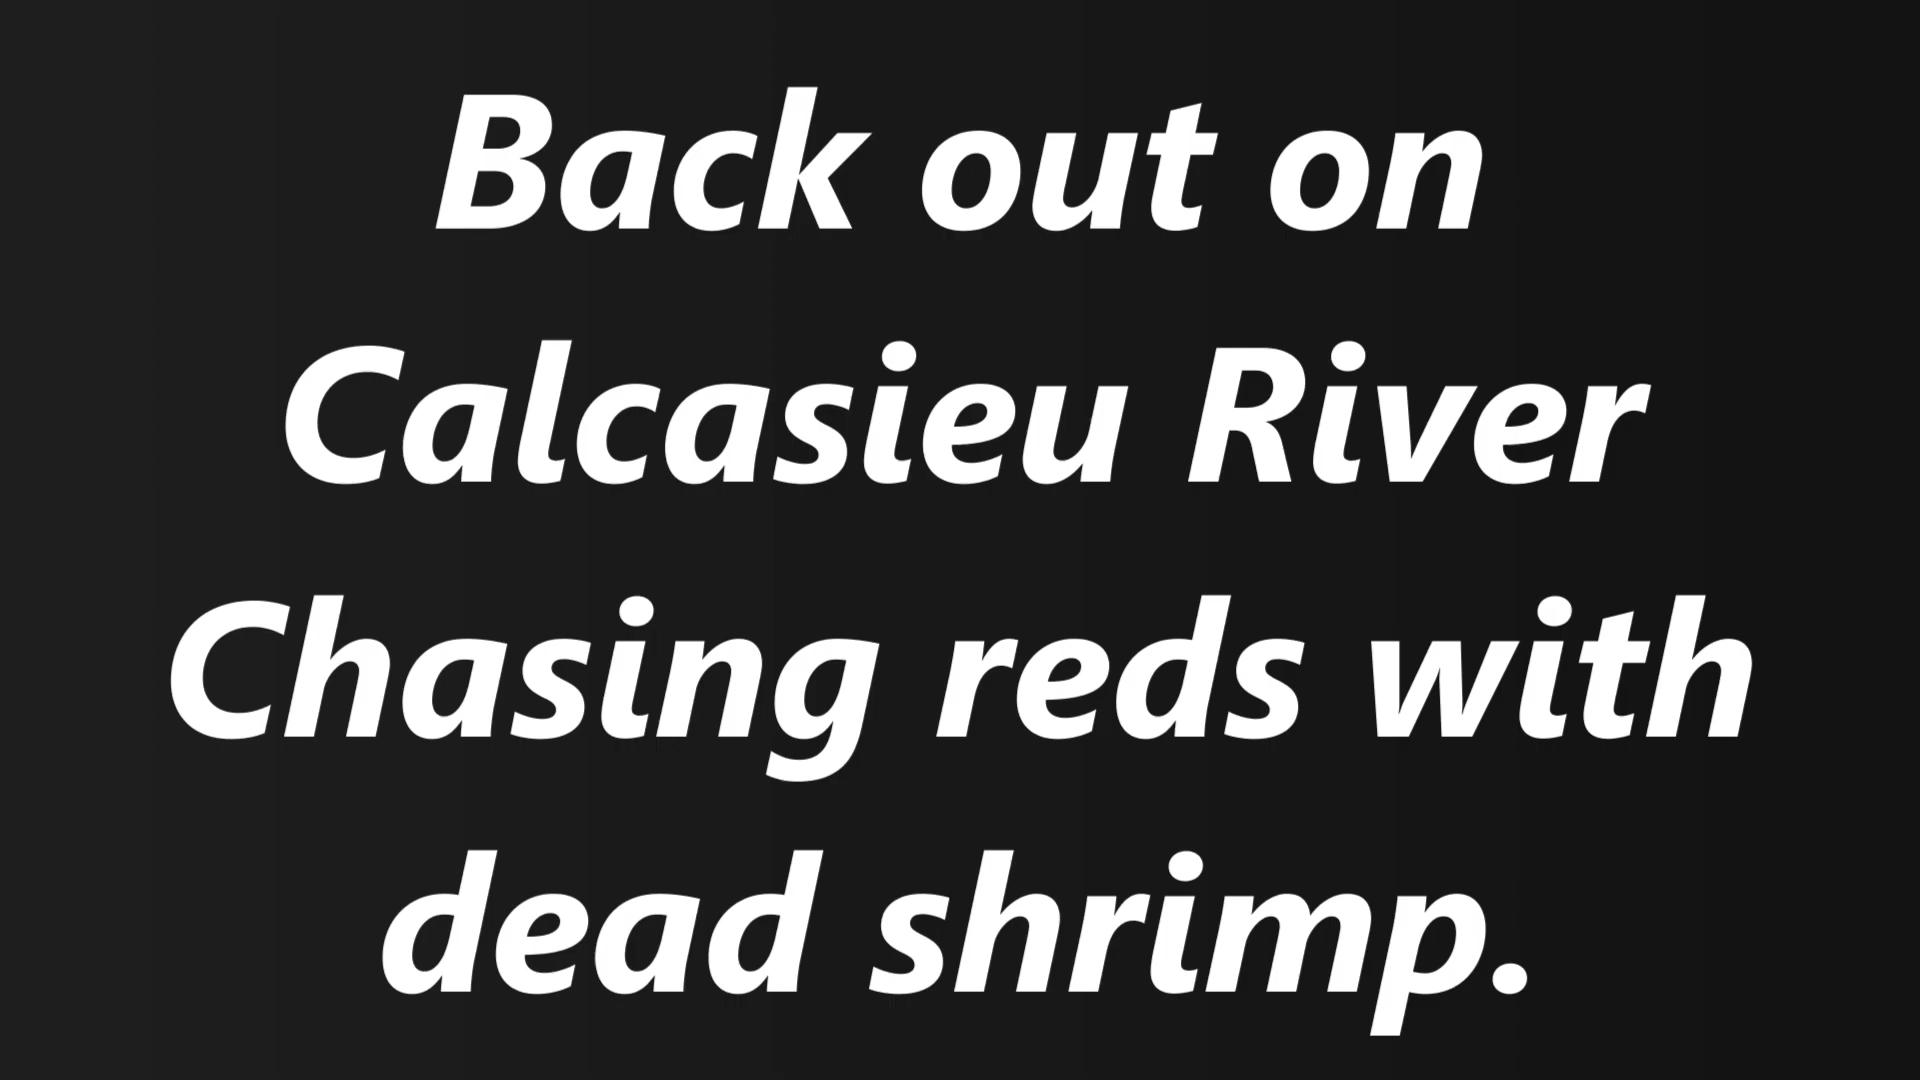 Back out on
Calcasieu River
Chasing reds with
dead shrimp.